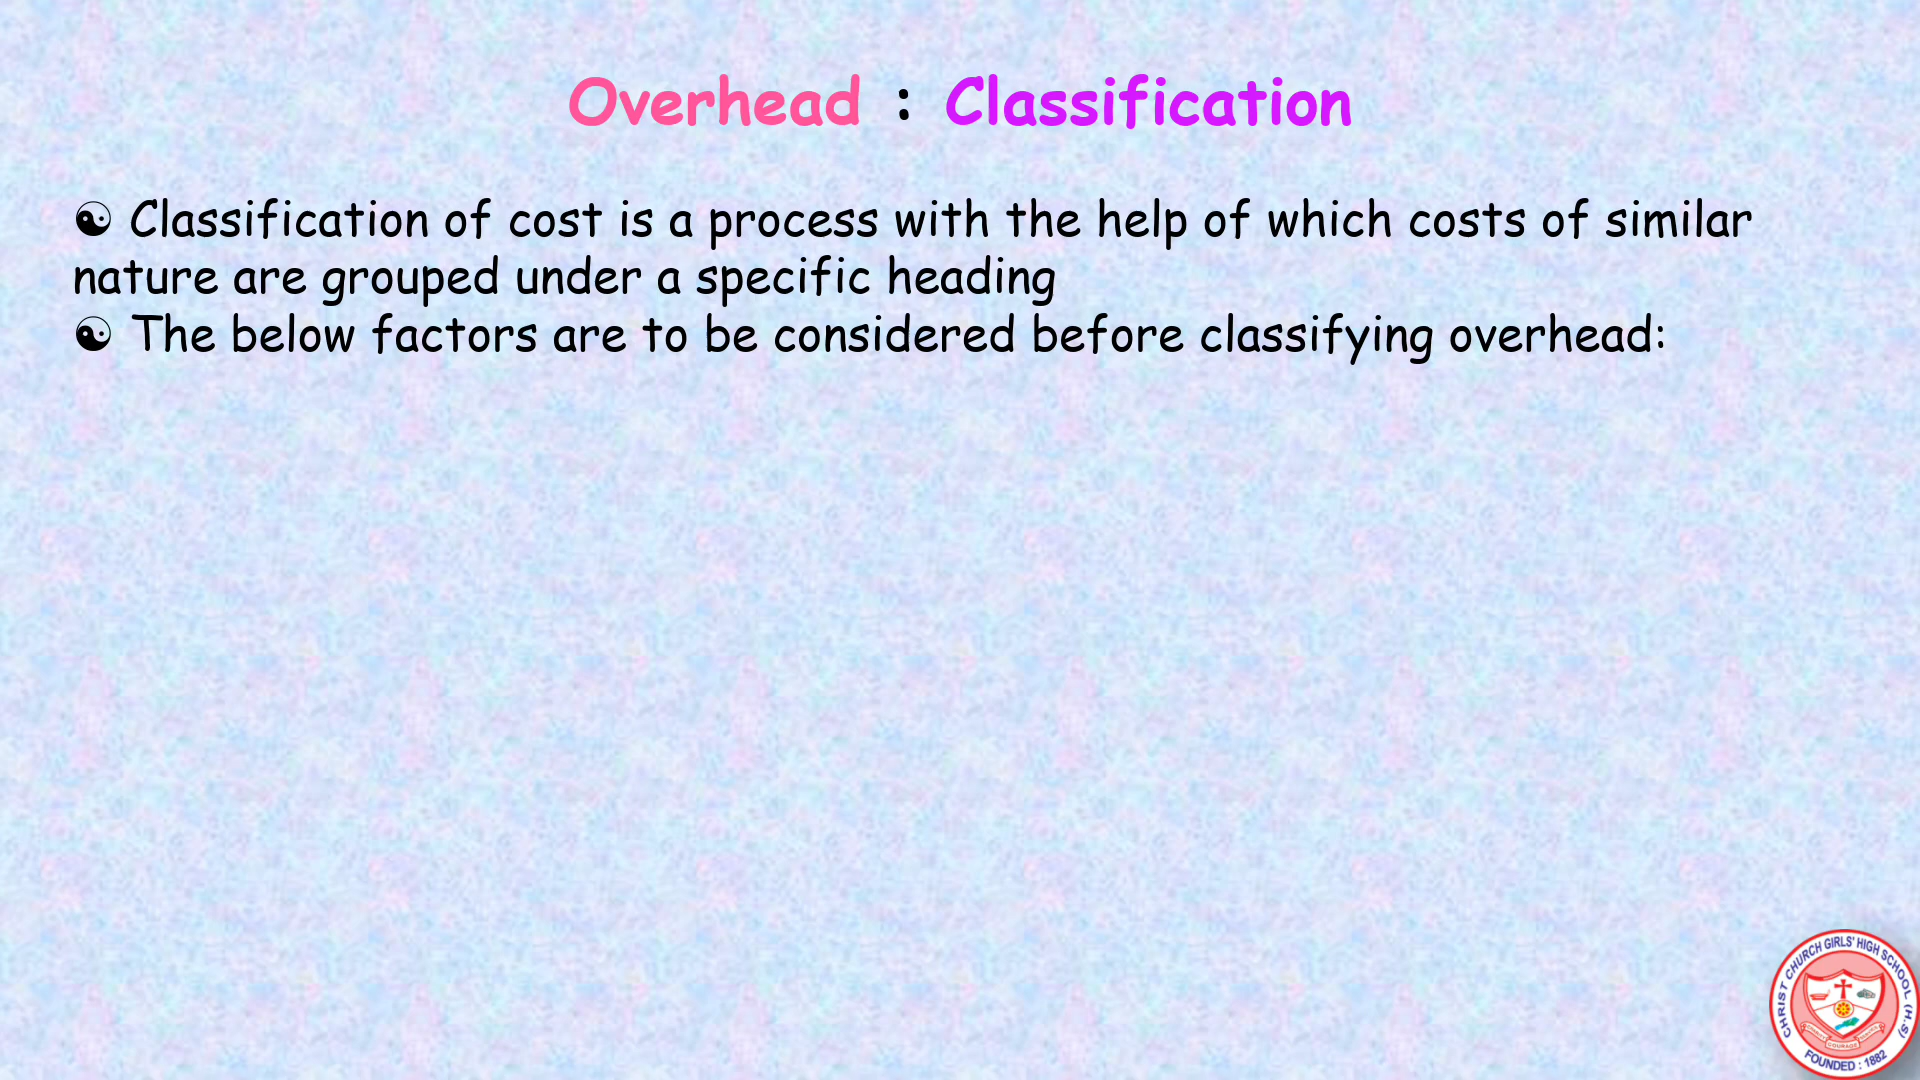 Overhead : Classification
☯ Classification of cost is a process with the help of which costs of similar
nature are grouped under a specific heading
☯ The below factors are to be considered before classifying overhead:
CHRIST CHURCH GIRLS' HIGH SCHOOL (H.S)
COURAGE
FOUNDED : 1882